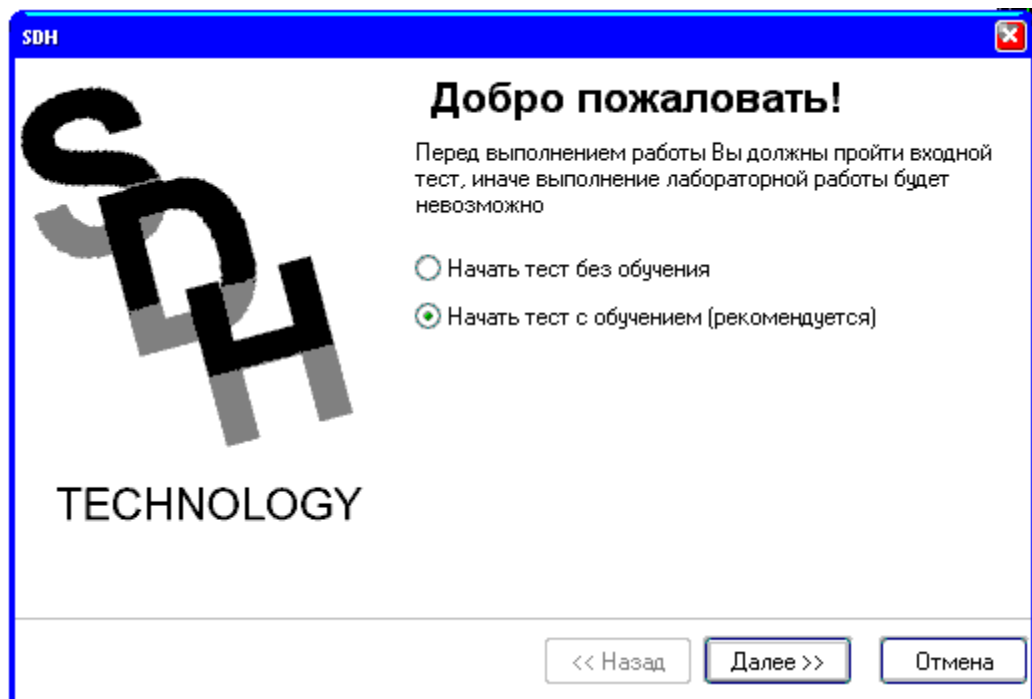 SDH
SDH
TECHNOLOGY
Добро пожаловать!
Перед выполнением работы Вы должны пройти входной
тест, иначе выполнение лабораторной работы будет
невозможно
Начать тест без обучения
Начать тест с обучением (рекомендуется)
<< Назад
Далее >>
Отмена